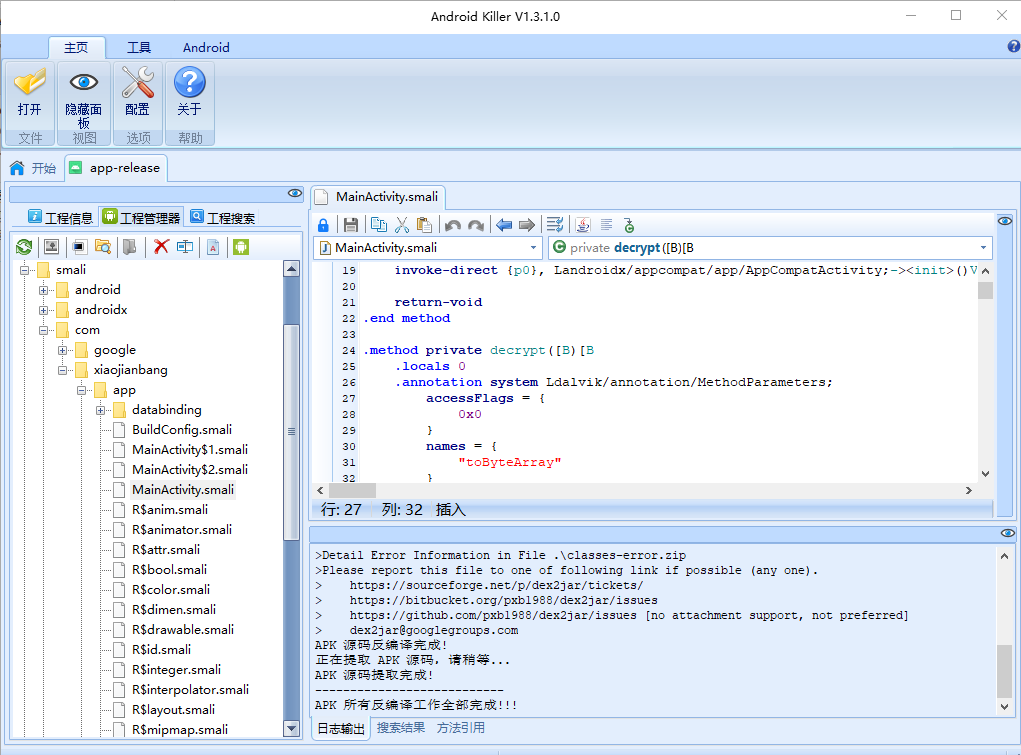 Android Killer V1.3.1.0
主页 工具 Android
打开 隐藏面板 配置 关于
文件 视图 选项 帮助
开始 app-release
工程信息 工程管理器 工程搜索
smali
android
androidx
com
google
xiaojianbang
app
databinding
BuildConfig.smali
MainActivity$1.smali
MainActivity$2.smali
MainActivity.smali
R$anim.smali
R$animator.smali
R$attr.smali
R$bool.smali
R$color.smali
R$dimen.smali
R$drawable.smali
R$id.smali
R$integer.smali
R$interpolator.smali
R$layout.smali
R$mipmap.smali
MainActivity.smali
MainActivity.smali private decrypt([B)[B
19 invoke-direct {p0}, Landroidx/appcompat/app/AppCompatActivity;-><init>()V
20
21 return-void
22 .end method
23
24 .method private decrypt([B)[B
25 .locals 0
26 .annotation system Ldalvik/annotation/MethodParameters;
27 accessFlags = {
28 0x0
29 }
30 names = {
31 "toByteArray"
32 }
行: 27 列: 32 插入
>Detail Error Information in File .\classes-error.zip
>Please report this file to one of following link if possible (any one).
> https://sourceforge.net/p/dex2jar/tickets/
> https://bitbucket.org/pxb1988/dex2jar/issues
> https://github.com/pxb1988/dex2jar/issues [no attachment support, not preferred]
> dex2jar@googlegroups.com
APK 源码反编译完成!
正在提取 APK 源码, 请稍等...
APK 源码提取完成!
---------------------------
APK 所有反编译工作全部完成!!!
日志输出 搜索结果 方法引用